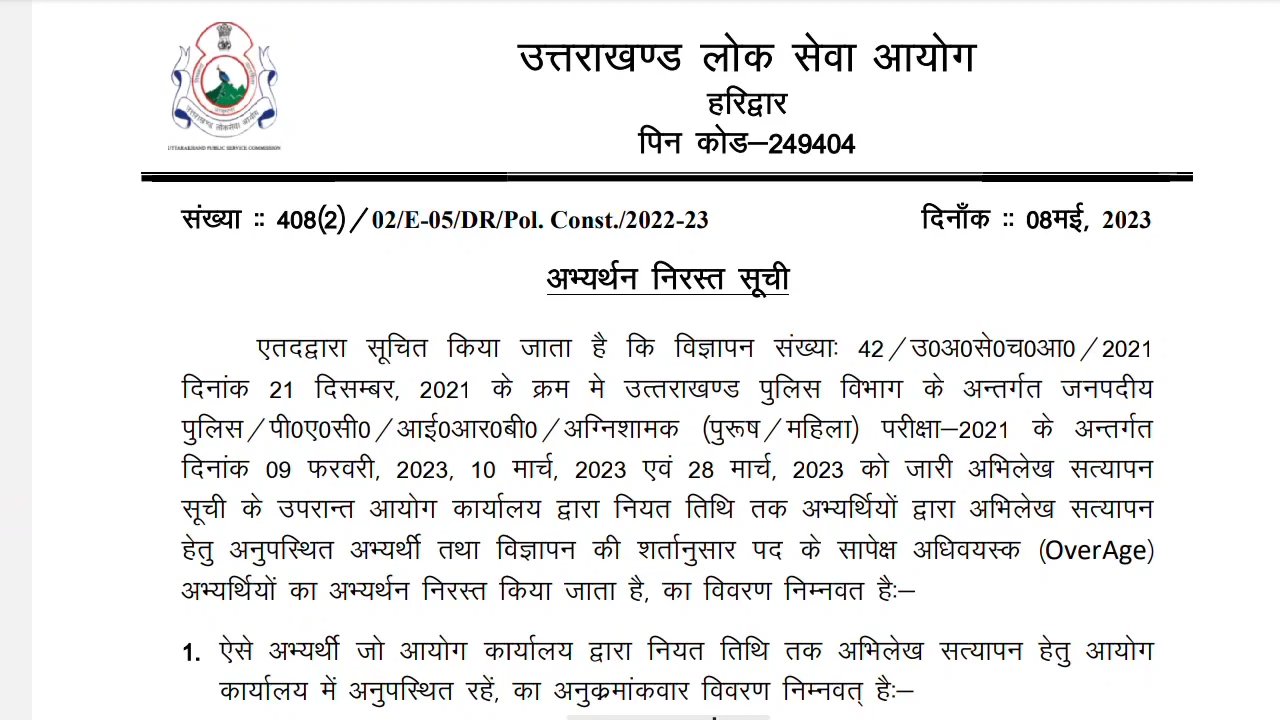 उत्तराखण्ड लोक सेवा आयोग
हरिद्वार
पिन कोड–249404
UTTARAKHAND PUBLIC SERVICE COMMISSION
संख्या :: 408(2)/02/E-05/DR/Pol. Const./2022-23 दिनाँक :: 08मई, 2023
अभ्यर्थन निरस्त सूची
एतदद्वारा सूचित किया जाता है कि विज्ञापन संख्याः 42/उ0अ0से0च0आ0/2021
दिनांक 21 दिसम्बर, 2021 के क्रम मे उत्तराखण्ड पुलिस विभाग के अन्तर्गत जनपदीय
पुलिस/पी0ए0सी0/आई0आर0बी0/अग्निशामक (पुरूष/महिला) परीक्षा–2021 के अन्तर्गत
दिनांक 09 फरवरी, 2023, 10 मार्च, 2023 एवं 28 मार्च, 2023 को जारी अभिलेख सत्यापन
सूची के उपरान्त आयोग कार्यालय द्वारा नियत तिथि तक अभ्यर्थियों द्वारा अभिलेख सत्यापन
हेतु अनुपस्थित अभ्यर्थी तथा विज्ञापन की शर्तानुसार पद के सापेक्ष अधिवयस्क (OverAge)
अभ्यर्थियों का अभ्यर्थन निरस्त किया जाता है, का विवरण निम्नवत हैः–
1. ऐसे अभ्यर्थी जो आयोग कार्यालय द्वारा नियत तिथि तक अभिलेख सत्यापन हेतु आयोग
कार्यालय में अनुपस्थित रहें, का अनुक्रमांकवार विवरण निम्नवत् हैः–